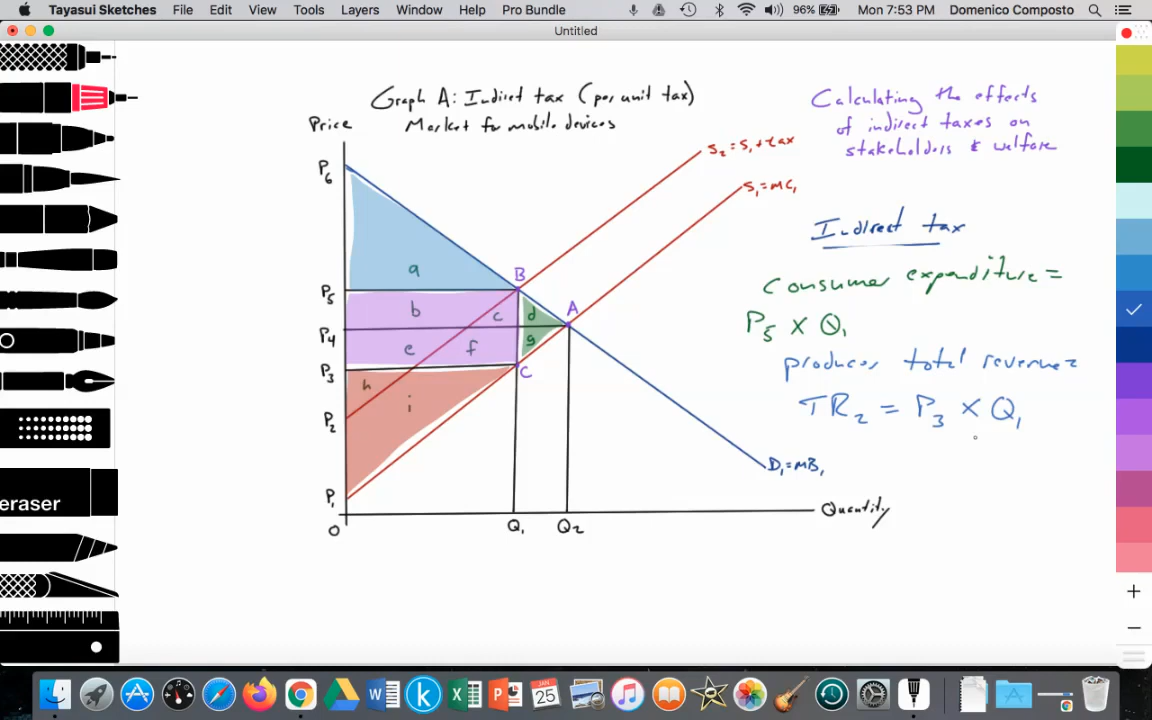 Tayasui Sketches File Edit View Tools Layers Window Help Pro Bundle 96% Mon 7:53 PM Domenico Composto
Untitled
Graph A: Indirect tax (per unit tax)
Market for mobile devices
Price
Calculating the effects
of indirect taxes on
stakeholders & welfare
S2 = S1 + tax
S1 = MC1
P6
Indirect tax
a
B
Consumer expenditure =
P5
b
c
d
A
P5 x Q1
P4
e
f
g
producer total revenue
P3
C
h
i
TR2 = P3 x Q1
P2
D1 = MB1
P1
Quantity
0
Q1
Q2
eraser
W
k
X
P
JAN
25